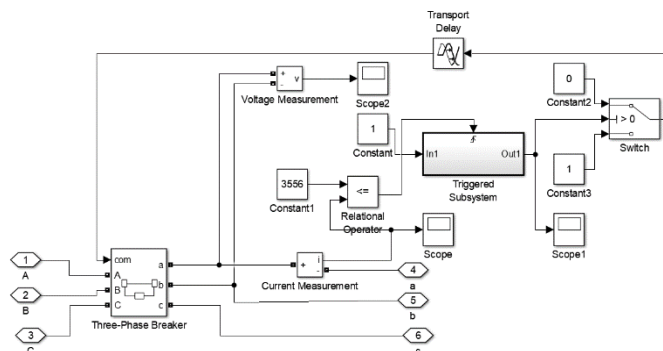 Transport
Delay
+
-
v
Voltage Measurement
Scope2
0
Constant2
! > 0
Switch
1
Constant
In1
Out1
Triggered
Subsystem
1
Constant3
3556
Constant1
<=
Relational
Operator
Scope
Scope1
1
A
2
B
3
com
A
B
C
a
b
c
Three-Phase Breaker
+
i
-
Current Measurement
4
a
5
b
6